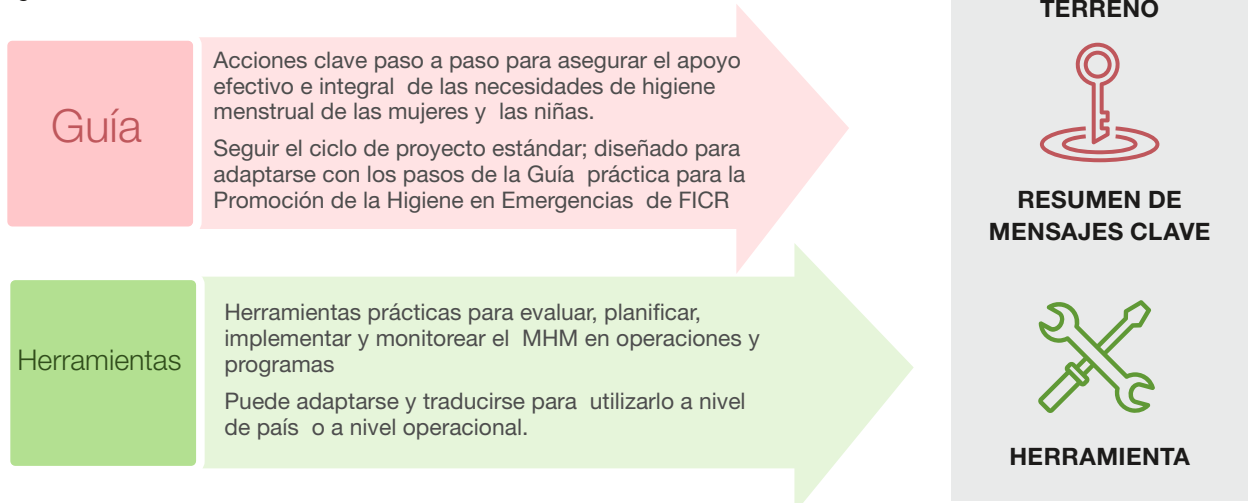 Guía
Acciones clave paso a paso para asegurar el apoyo
efectivo e integral de las necesidades de higiene
menstrual de las mujeres y las niñas.
Seguir el ciclo de proyecto estándar; diseñado para
adaptarse con los pasos de la Guía práctica para la
Promoción de la Higiene en Emergencias de FICR
Herramientas
Herramientas prácticas para evaluar, planificar,
implementar y monitorear el MHM en operaciones y
programas
Puede adaptarse y traducirse para utilizarlo a nivel
de país o a nivel operacional.
TERRENO
RESUMEN DE
MENSAJES CLAVE
HERRAMIENTA